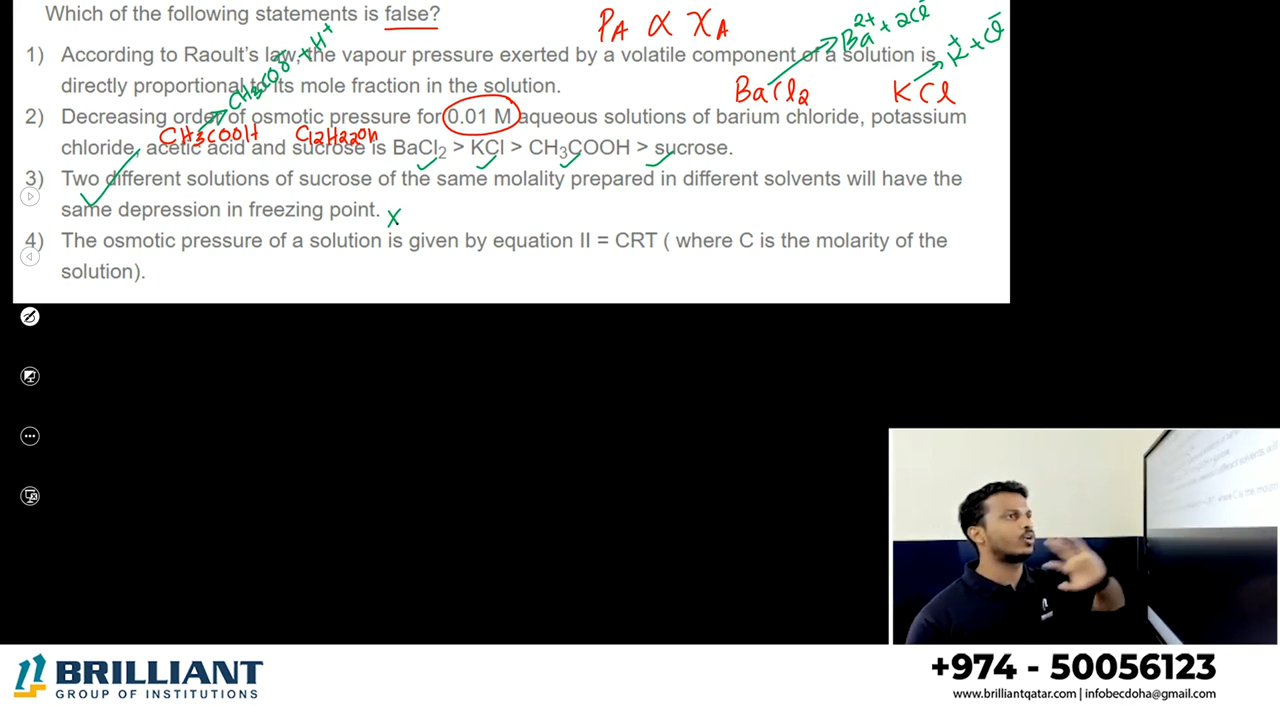 Which of the following statements is false?
P_A ∝ χ_A
1) According to Raoult's law, the vapour pressure exerted by a volatile component of a solution is
directly proportional to its mole fraction in the solution.
BaCl2
Ba2+ + 2Cl-
KCl
K+ + Cl-
2) Decreasing order of osmotic pressure for 0.01 M aqueous solutions of barium chloride, potassium
chloride, acetic acid and sucrose is BaCl2 > KCl > CH3COOH > sucrose.
CH3COOH
CH3COO- + H+
3) Two different solutions of sucrose of the same molality prepared in different solvents will have the
same depression in freezing point. x
4) The osmotic pressure of a solution is given by equation II = CRT ( where C is the molarity of the
solution).
BRILLIANT
GROUP OF INSTITUTIONS
+974 - 50056123
www.brilliantqatar.com | infobecdoha@gmail.com